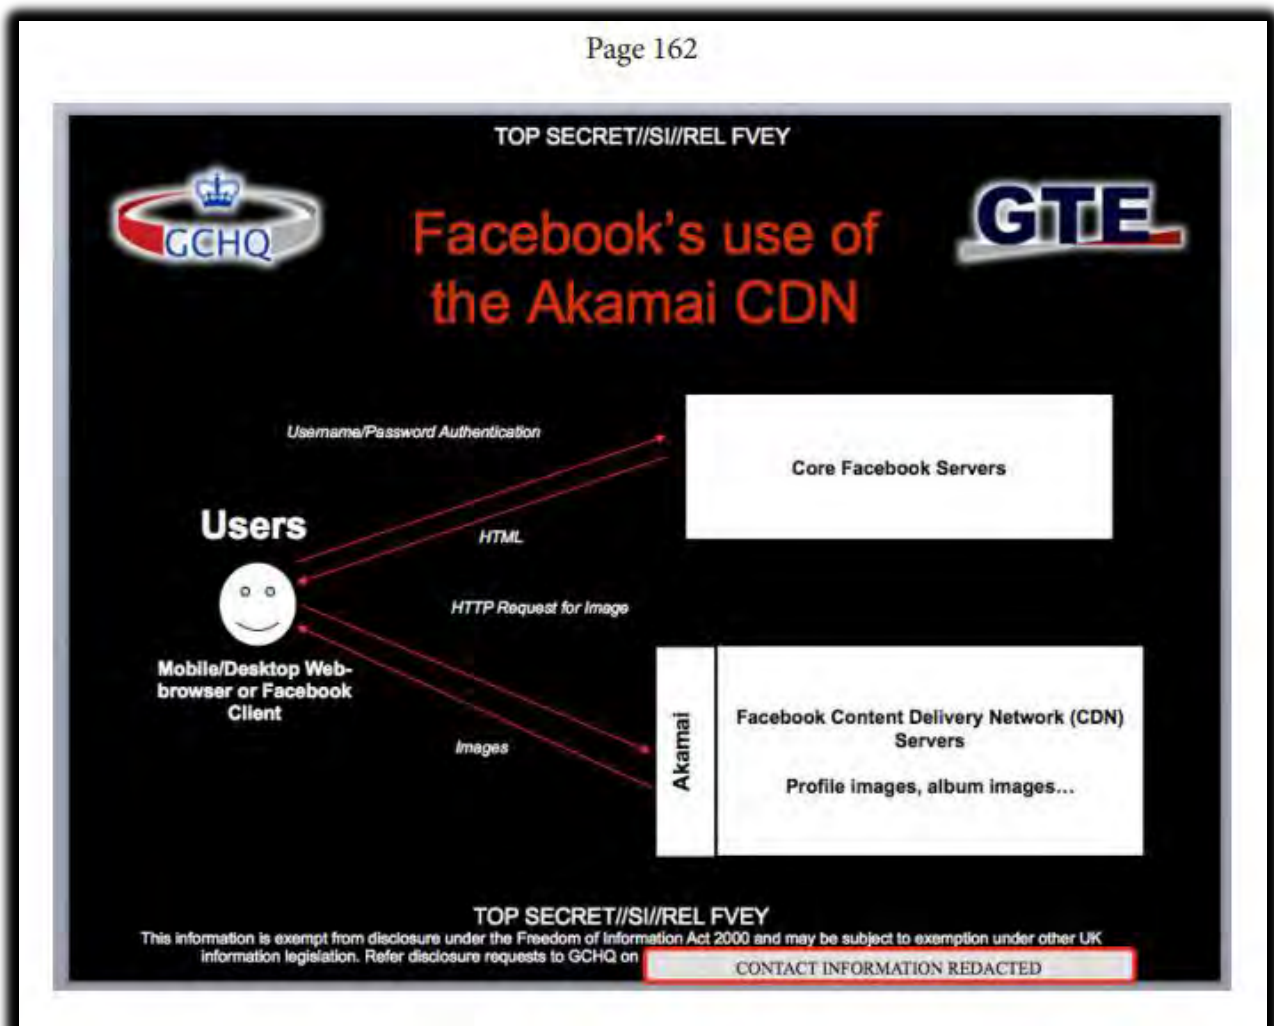 Page 162
TOP SECRET//SI//REL FVEY
GCHQ
GTE
Facebook's use of
the Akamai CDN
Username/Password Authentication
Core Facebook Servers
Users
HTML
HTTP Request for Image
Mobile/Desktop Web-
browser or Facebook
Client
Images
Akamai
Facebook Content Delivery Network (CDN)
Servers
Profile images, album images...
TOP SECRET//SI//REL FVEY
This information is exempt from disclosure under the Freedom of Information Act 2000 and may be subject to exemption under other UK
information legislation. Refer disclosure requests to GCHQ on
CONTACT INFORMATION REDACTED